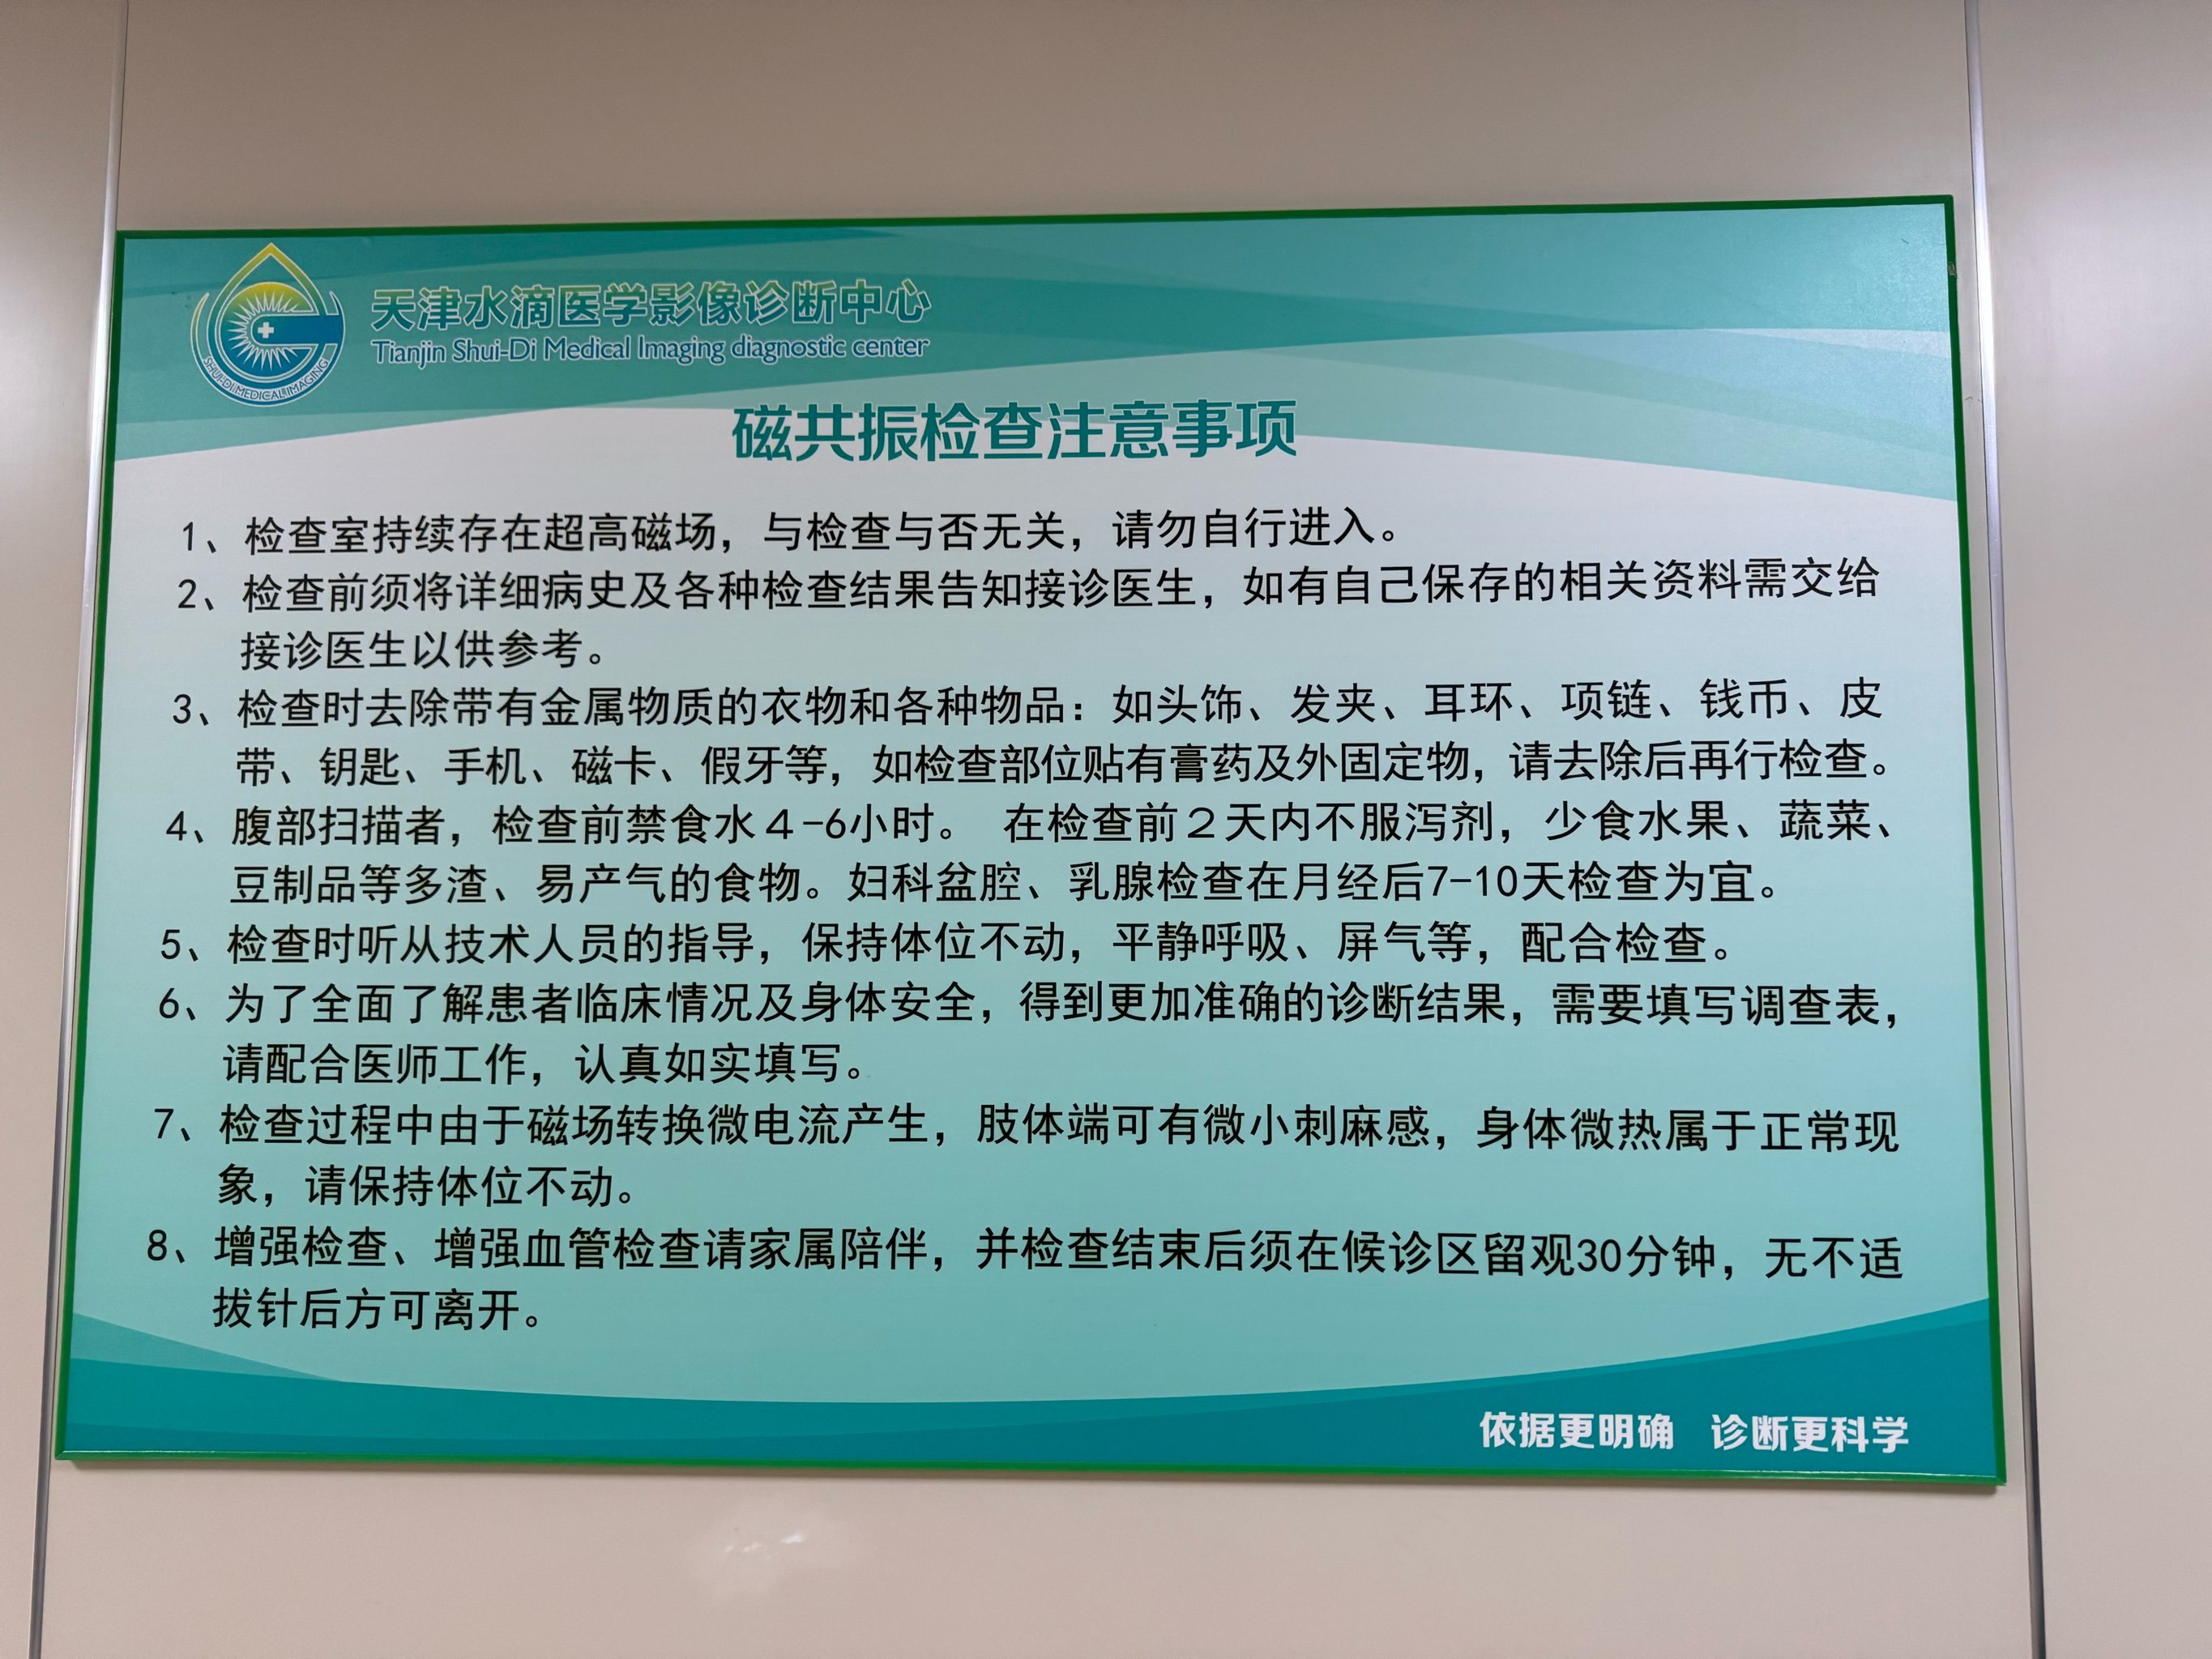 天津水滴医学影像诊断中心
Tianjin Shui-Di Medical Imaging diagnostic center
SHUI-DI MEDICAL IMAGING
磁共振检查注意事项
1、检查室持续存在超高磁场，与检查与否无关，请勿自行进入。
2、检查前须将详细病史及各种检查结果告知接诊医生，如有自己保存的相关资料需交给
接诊医生以供参考。
3、检查时去除带有金属物质的衣物和各种物品：如头饰、发夹、耳环、项链、钱币、皮
带、钥匙、手机、磁卡、假牙等，如检查部位贴有膏药及外固定物，请去除后再行检查。
4、腹部扫描者，检查前禁食水４-6小时。 在检查前２天内不服泻剂，少食水果、蔬菜、
豆制品等多渣、易产气的食物。妇科盆腔、乳腺检查在月经后7-10天检查为宜。
5、检查时听从技术人员的指导，保持体位不动，平静呼吸、屏气等，配合检查。
6、为了全面了解患者临床情况及身体安全，得到更加准确的诊断结果，需要填写调查表，
请配合医师工作，认真如实填写。
7、检查过程中由于磁场转换微电流产生，肢体端可有微小刺麻感，身体微热属于正常现
象，请保持体位不动。
8、增强检查、增强血管检查请家属陪伴，并检查结束后须在候诊区留观30分钟，无不适
拔针后方可离开。
依据更明确 诊断更科学